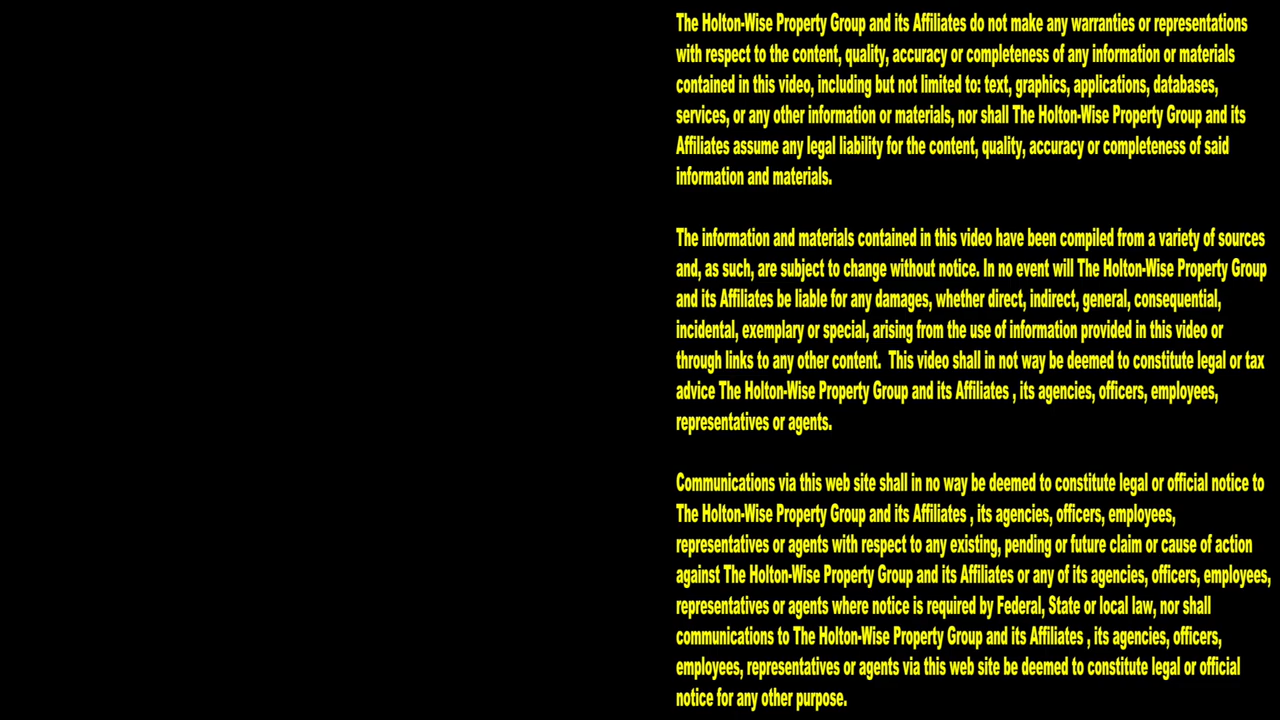 The Holton-Wise Property Group and its Affiliates do not make any warranties or representations
with respect to the content, quality, accuracy or completeness of any information or materials
contained in this video, including but not limited to: text, graphics, applications, databases,
services, or any other information or materials, nor shall The Holton-Wise Property Group and its
Affiliates assume any legal liability for the content, quality, accuracy or completeness of said
information and materials.
The information and materials contained in this video have been compiled from a variety of sources
and, as such, are subject to change without notice. In no event will The Holton-Wise Property Group
and its Affiliates be liable for any damages, whether direct, indirect, general, consequential,
incidental, exemplary or special, arising from the use of information provided in this video or
through links to any other content.  This video shall in not way be deemed to constitute legal or tax
advice The Holton-Wise Property Group and its Affiliates , its agencies, officers, employees,
representatives or agents.
Communications via this web site shall in no way be deemed to constitute legal or official notice to
The Holton-Wise Property Group and its Affiliates , its agencies, officers, employees,
representatives or agents with respect to any existing, pending or future claim or cause of action
against The Holton-Wise Property Group and its Affiliates or any of its agencies, officers, employees,
representatives or agents where notice is required by Federal, State or local law, nor shall
communications to The Holton-Wise Property Group and its Affiliates , its agencies, officers,
employees, representatives or agents via this web site be deemed to constitute legal or official
notice for any other purpose.